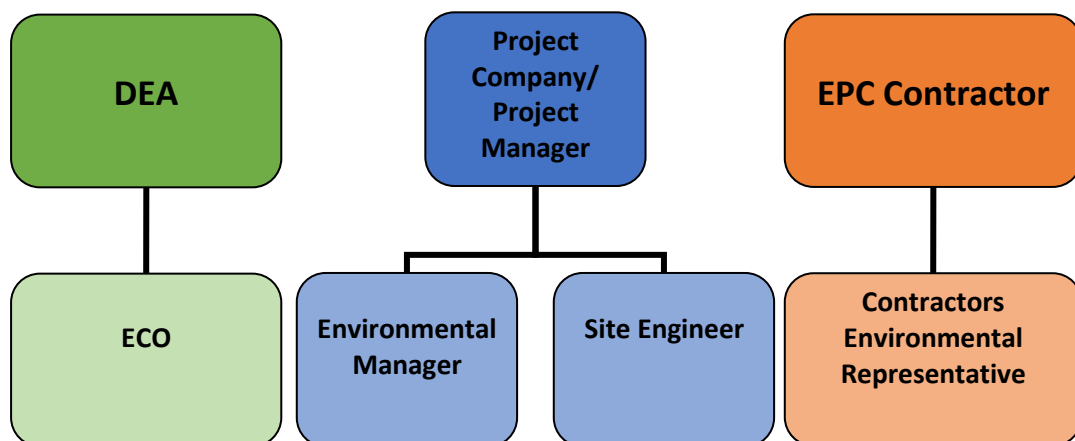 DEA
Project
Company/
Project
Manager
EPC Contractor
ECO
Environmental
Manager
Site Engineer
Contractors
Environmental
Representative